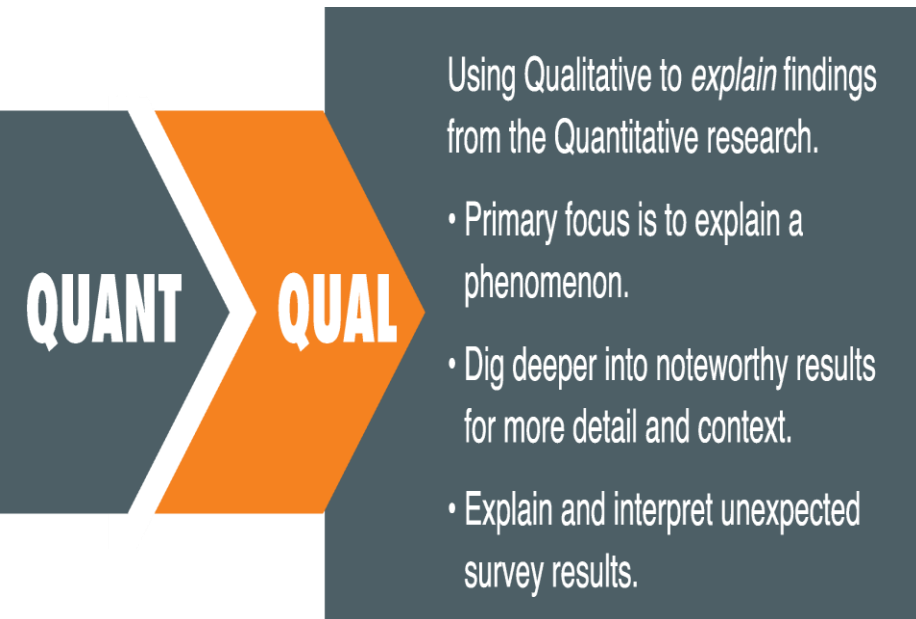 QUANT
QUAL
Using Qualitative to explain findings
from the Quantitative research.
• Primary focus is to explain a
phenomenon.
• Dig deeper into noteworthy results
for more detail and context.
• Explain and interpret unexpected
survey results.